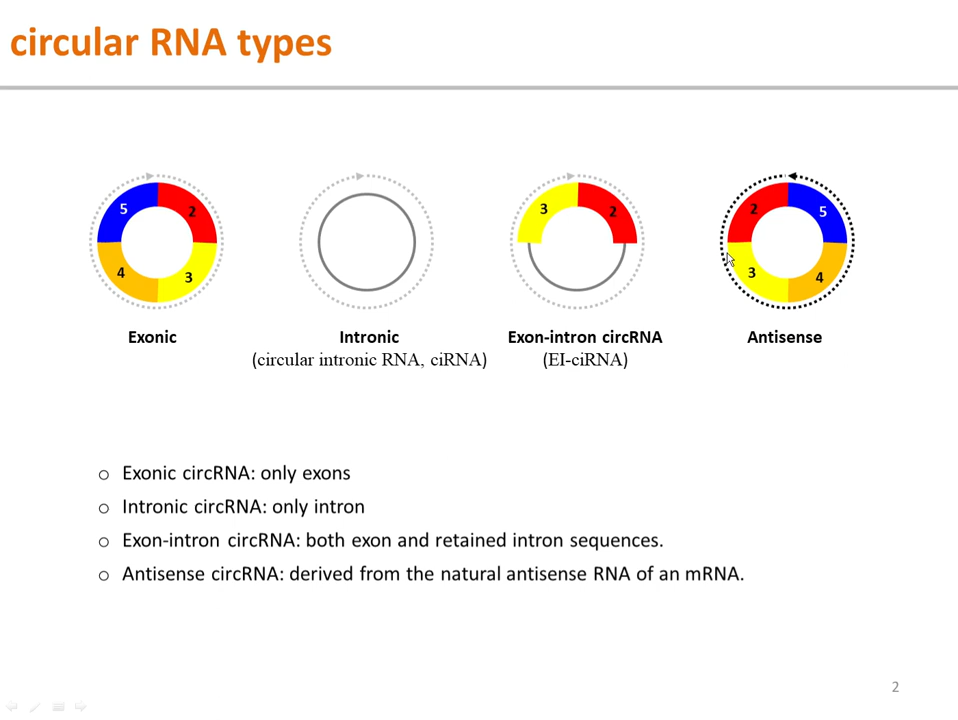 circular RNA types
5 2 4 3
3 2
2 5 3 4
Exonic
Intronic
(circular intronic RNA, ciRNA)
Exon-intron circRNA
(EI-ciRNA)
Antisense
o Exonic circRNA: only exons
o Intronic circRNA: only intron
o Exon-intron circRNA: both exon and retained intron sequences.
o Antisense circRNA: derived from the natural antisense RNA of an mRNA.
2